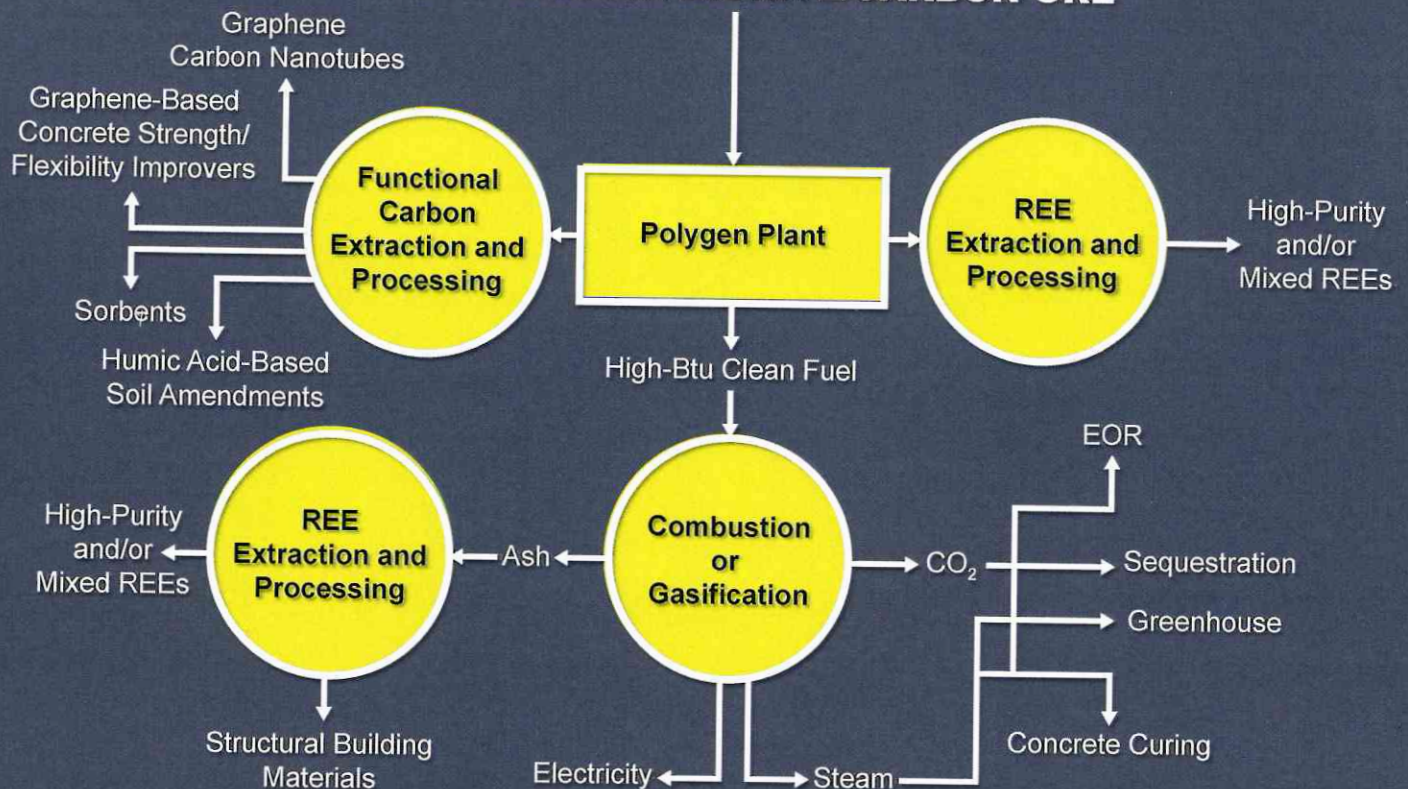 CARBON ORE
Graphene
Carbon Nanotubes
Graphene-Based
Concrete Strength/
Flexibility Improvers
Sorbents
Humic Acid-Based
Soil Amendments
Functional
Carbon
Extraction and
Processing
Polygen Plant
REE
Extraction and
Processing
High-Purity
and/or
Mixed REEs
High-Btu Clean Fuel
High-Purity
and/or
Mixed REEs
REE
Extraction and
Processing
Ash
Combustion
or
Gasification
CO₂
EOR
Sequestration
Greenhouse
Concrete Curing
Structural Building
Materials
Electricity
Steam